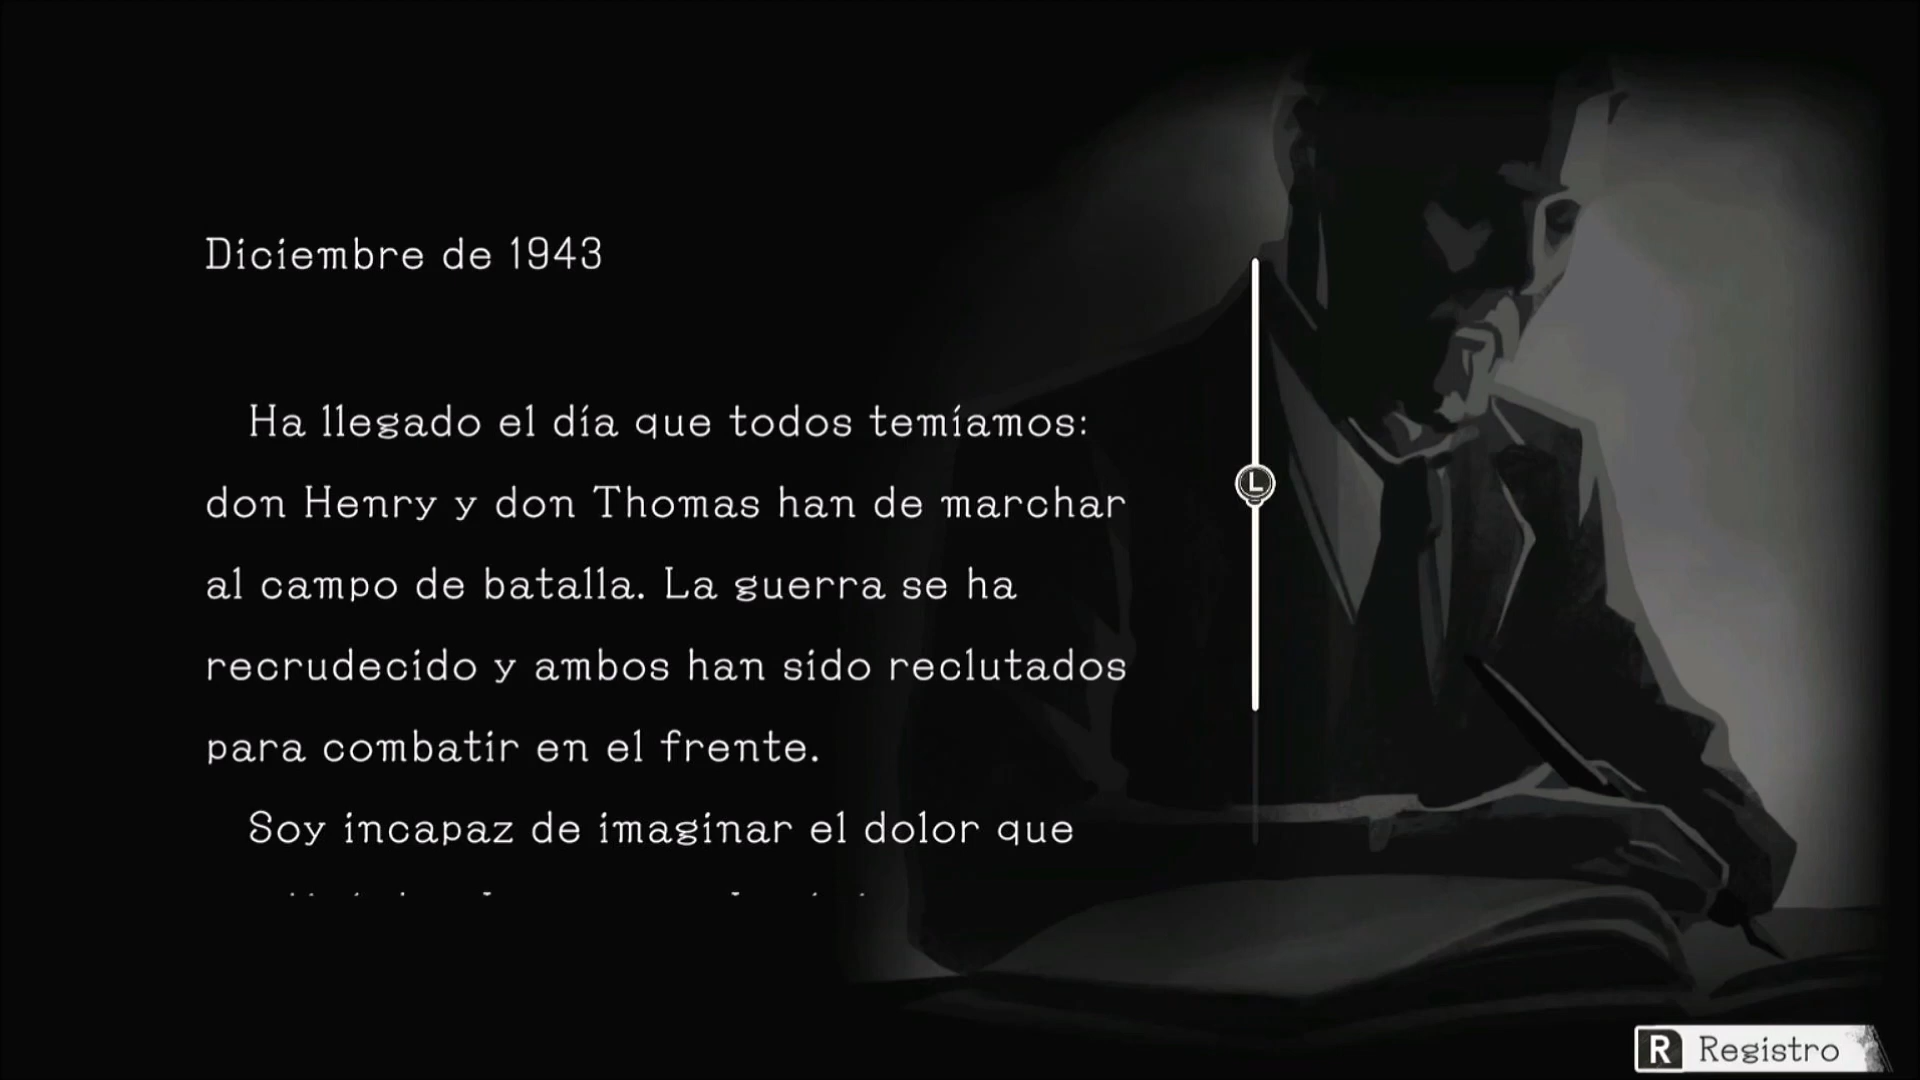 Diciembre de 1943
Ha llegado el día que todos temíamos:
don Henry y don Thomas han de marchar
al campo de batalla. La guerra se ha
recrudecido y ambos han sido reclutados
para combatir en el frente.
Soy incapaz de imaginar el dolor que
L
R Registro